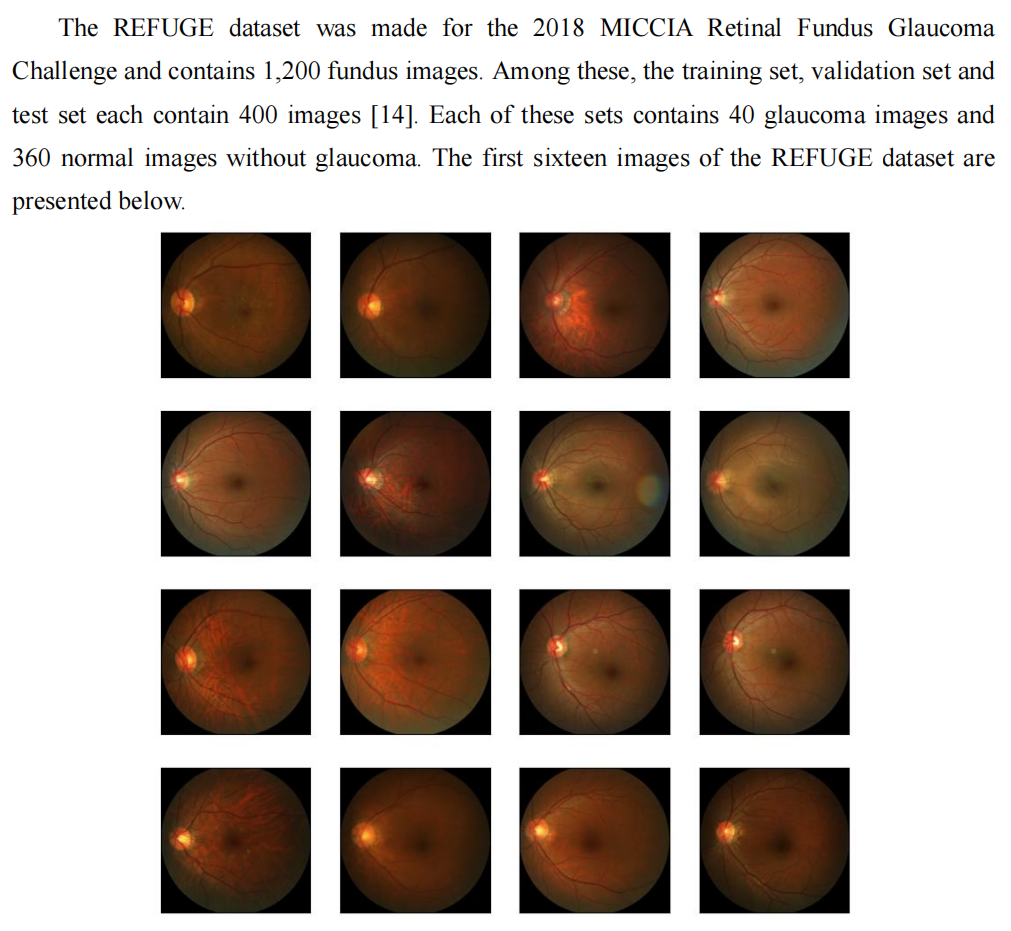 The REFUGE dataset was made for the 2018 MICCIA Retinal Fundus Glaucoma
Challenge and contains 1,200 fundus images. Among these, the training set, validation set and
test set each contain 400 images [14]. Each of these sets contains 40 glaucoma images and
360 normal images without glaucoma. The first sixteen images of the REFUGE dataset are
presented below.